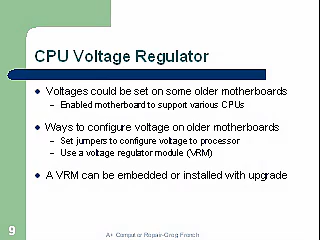 CPU Voltage Regulator
● Voltages could be set on some older motherboards
– Enabled motherboard to support various CPUs
● Ways to configure voltage on older motherboards
– Set jumpers to configure voltage to processor
– Use a voltage regulator module (VRM)
● A VRM can be embedded or installed with upgrade
9
A+ Computer Repair-Greg French